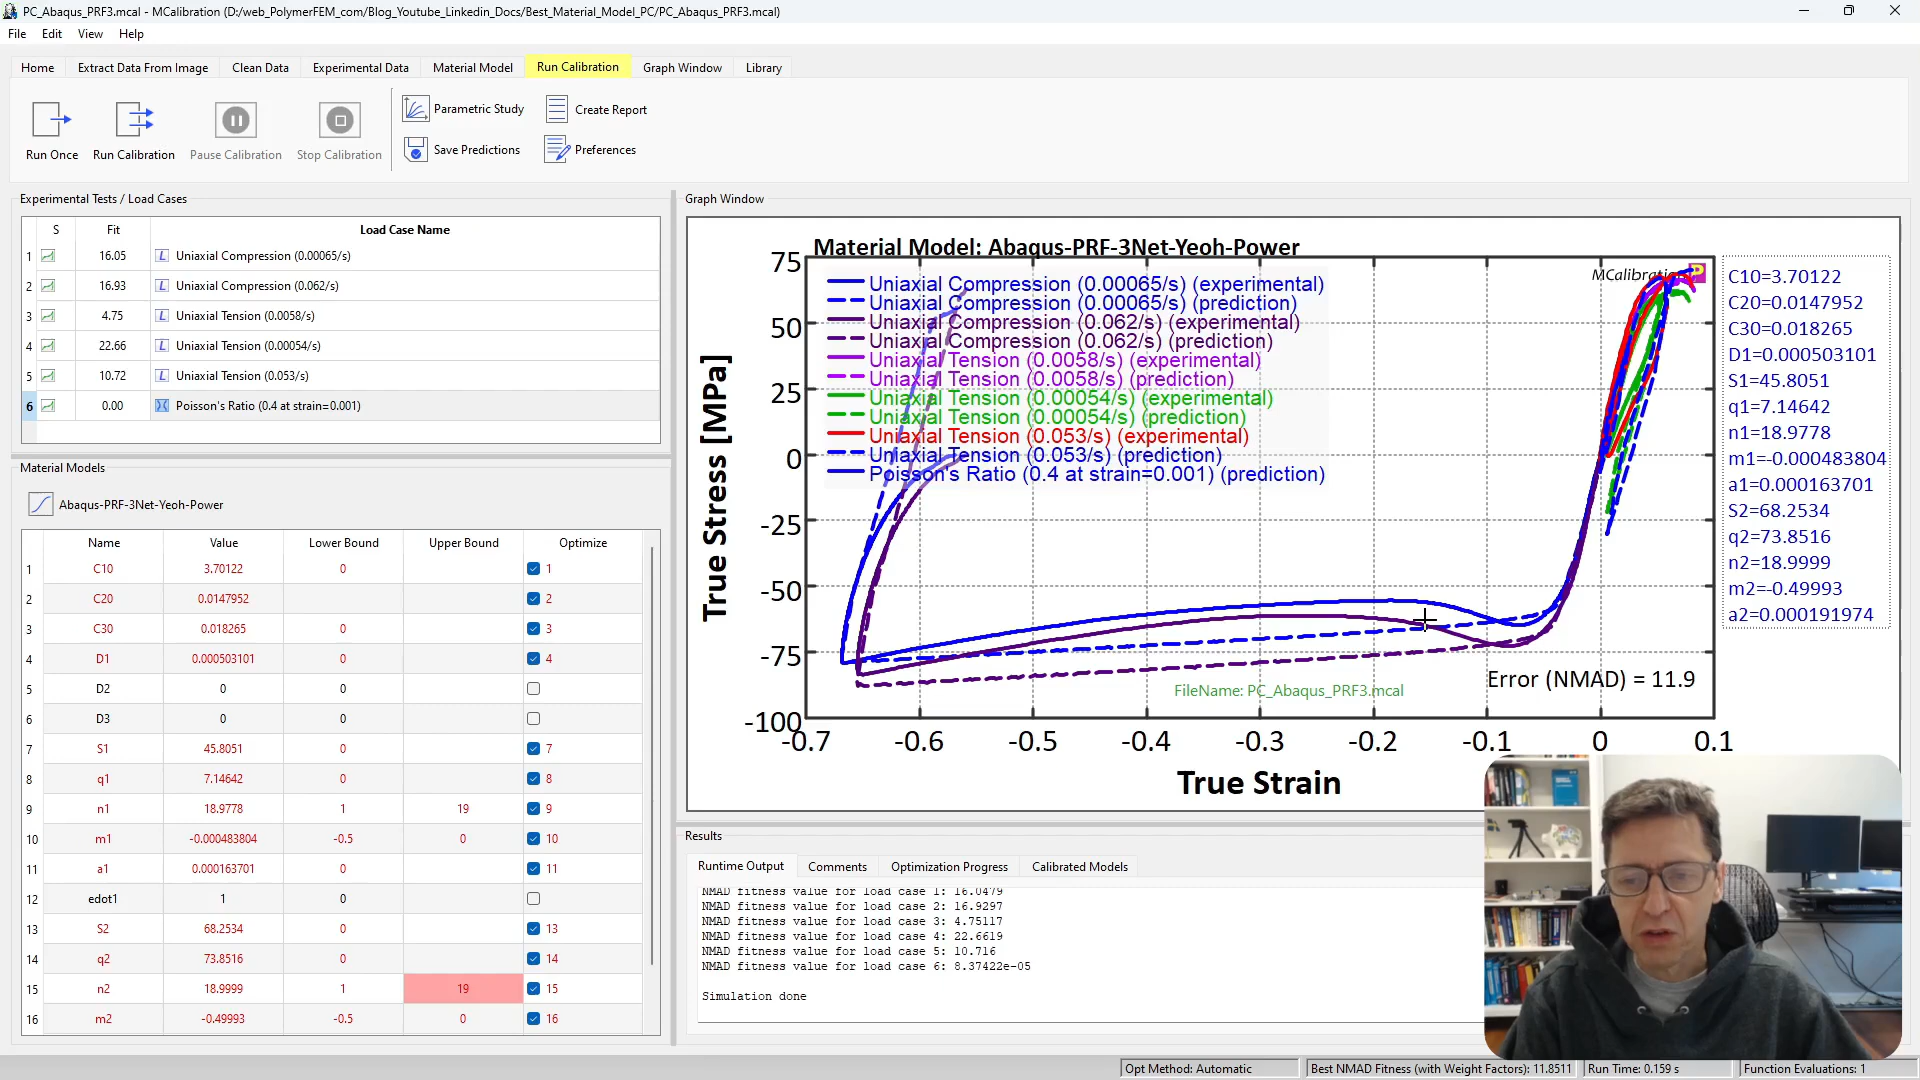 PC_Abaqus_PRF3.mcal - MCalibration (D:/web_PolymerFEM_com/Blog_Youtube_Linkedin_Docs/Best_Material_Model_PC/PC_Abaqus_PRF3.mcal)
File Edit View Help
Home Extract Data From Image Clean Data Experimental Data Material Model Run Calibration Graph Window Library
Run Once Run Calibration Pause Calibration Stop Calibration
Parametric Study Create Report
Save Predictions Preferences
Experimental Tests / Load Cases
S Fit Load Case Name
1 16.05 L Uniaxial Compression (0.00065/s)
2 16.93 L Uniaxial Compression (0.062/s)
3 4.75 L Uniaxial Tension (0.0058/s)
4 22.66 L Uniaxial Tension (0.00054/s)
5 10.72 L Uniaxial Tension (0.053/s)
6 0.00 Poisson's Ratio (0.4 at strain=0.001)
Material Models
Abaqus-PRF-3Net-Yeoh-Power
Name Value Lower Bound Upper Bound Optimize
1 C10 3.70122 0 1
2 C20 0.0147952 2
3 C30 0.018265 0 3
4 D1 0.000503101 0 4
5 D2 0 0
6 D3 0 0
7 S1 45.8051 0 7
8 q1 7.14642 0 8
9 n1 18.9778 1 19 9
10 m1 -0.000483804 -0.5 0 10
11 a1 0.000163701 0 11
12 edot1 1 0
13 S2 68.2534 0 13
14 q2 73.8516 0 14
15 n2 18.9999 1 19 15
16 m2 -0.49993 -0.5 0 16
Graph Window
Material Model: Abaqus-PRF-3Net-Yeoh-Power
MCalibration
P
Uniaxial Compression (0.00065/s) (experimental)
Uniaxial Compression (0.00065/s) (prediction)
Uniaxial Compression (0.062/s) (experimental)
Uniaxial Compression (0.062/s) (prediction)
Uniaxial Tension (0.0058/s) (experimental)
Uniaxial Tension (0.0058/s) (prediction)
Uniaxial Tension (0.00054/s) (experimental)
Uniaxial Tension (0.00054/s) (prediction)
Uniaxial Tension (0.053/s) (experimental)
Uniaxial Tension (0.053/s) (prediction)
Poisson's Ratio (0.4 at strain=0.001) (prediction)
True Stress [MPa]
75
50
25
0
-25
-50
-75
-100
-0.7 -0.6 -0.5 -0.4 -0.3 -0.2 -0.1 0 0.1
True Strain
FileName: PC_Abaqus_PRF3.mcal
Error (NMAD) = 11.9
C10=3.70122
C20=0.0147952
C30=0.018265
D1=0.000503101
S1=45.8051
q1=7.14642
n1=18.9778
m1=-0.000483804
a1=0.000163701
S2=68.2534
q2=73.8516
n2=18.9999
m2=-0.49993
a2=0.000191974
Results
Runtime Output Comments Optimization Progress Calibrated Models
NMAD fitness value for load case 1: 16.0479
NMAD fitness value for load case 2: 16.9297
NMAD fitness value for load case 3: 4.75117
NMAD fitness value for load case 4: 22.6619
NMAD fitness value for load case 5: 10.716
NMAD fitness value for load case 6: 8.37422e-05
Simulation done
Opt Method: Automatic Best NMAD Fitness (with Weight Factors): 11.8511 Run Time: 0.159 s Function Evaluations: 1